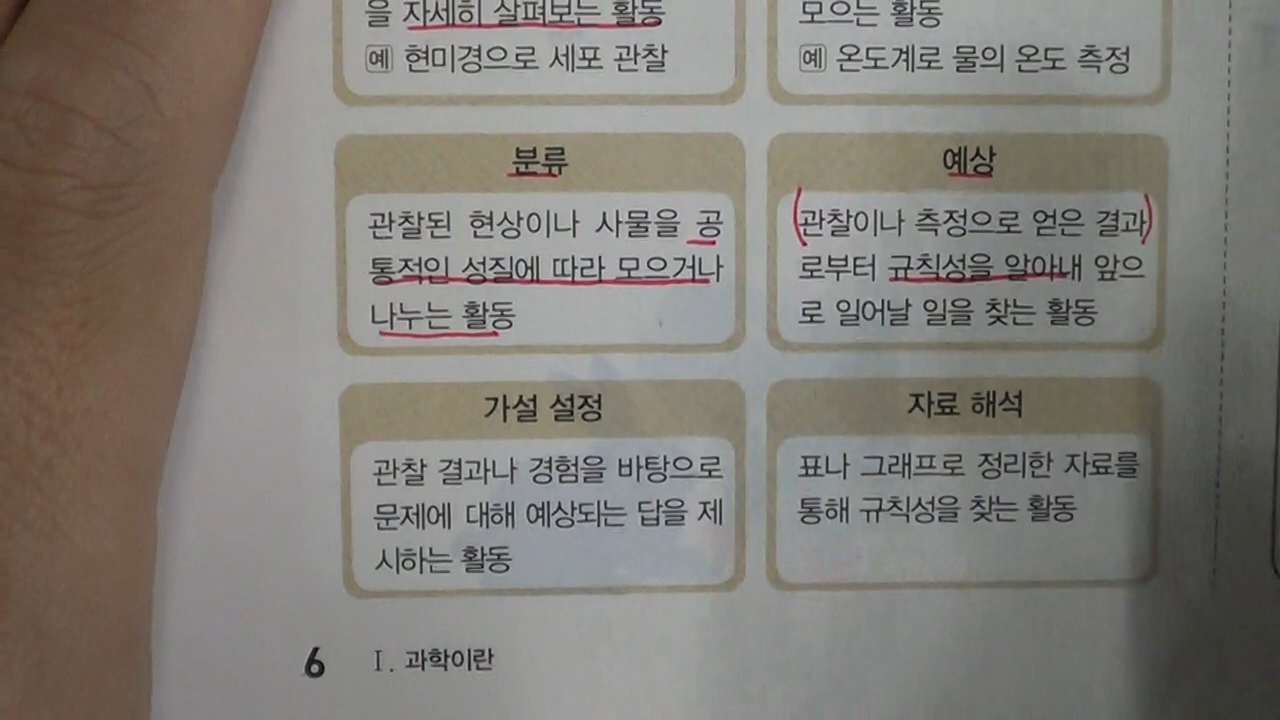 을 자세히 살펴보는 활동
예 현미경으로 세포 관찰
모으는 활동
예 온도계로 물의 온도 측정
분류
관찰된 현상이나 사물을 공
통적인 성질에 따라 모으거나
나누는 활동
예상
관찰이나 측정으로 얻은 결과
로부터 규칙성을 알아내 앞으
로 일어날 일을 찾는 활동
가설 설정
관찰 결과나 경험을 바탕으로
문제에 대해 예상되는 답을 제
시하는 활동
자료 해석
표나 그래프로 정리한 자료를
통해 규칙성을 찾는 활동
6 Ⅰ. 과학이란